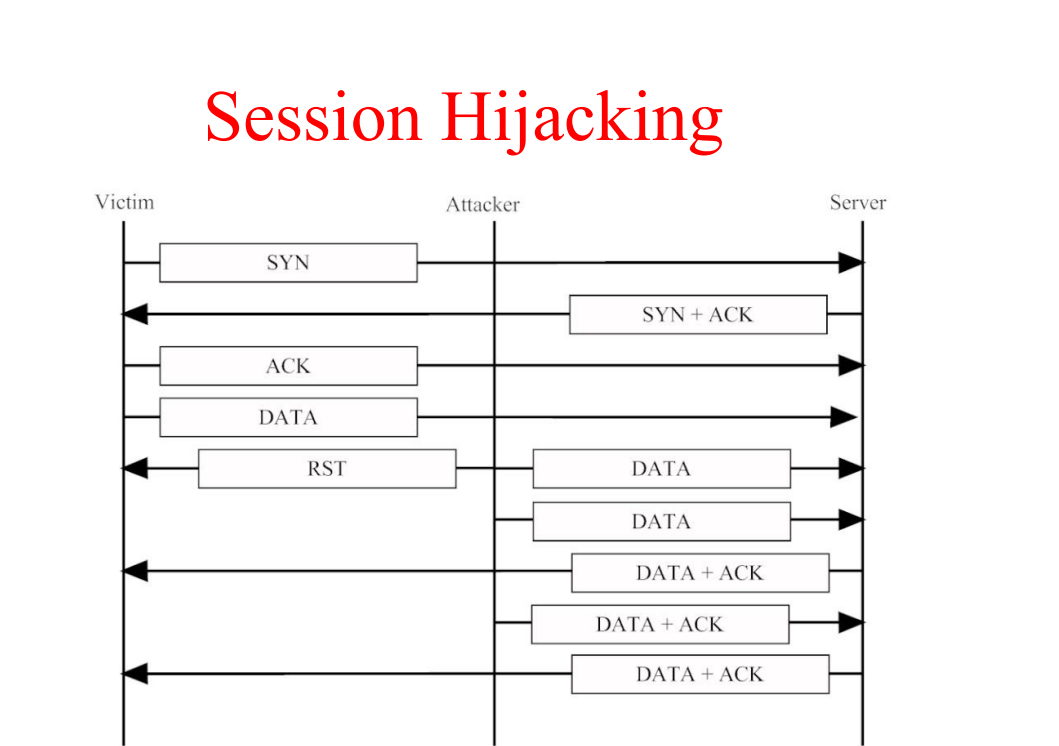 Session Hijacking
Victim
Attacker
Server
SYN
SYN + ACK
ACK
DATA
RST
DATA
DATA
DATA + ACK
DATA + ACK
DATA + ACK